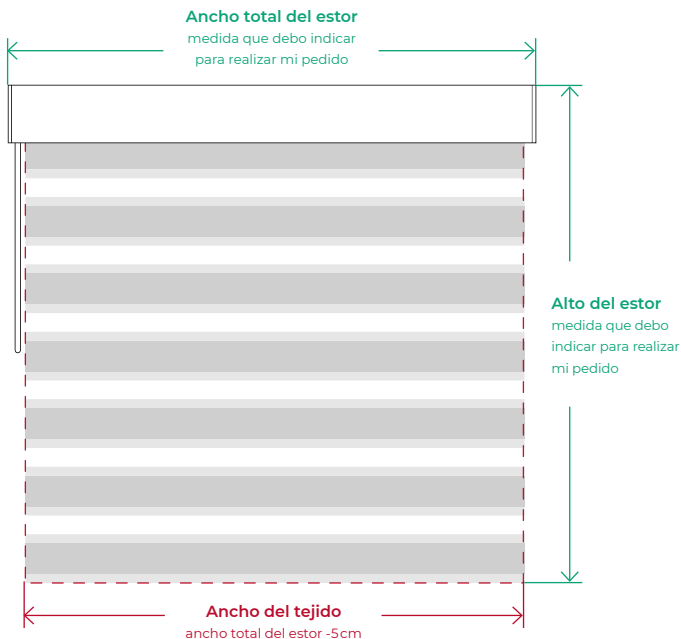 Ancho total del estor
medida que debo indicar
para realizar mi pedido
Alto del estor
medida que debo
indicar para realizar
mi pedido
Ancho del tejido
ancho total del estor -5cm